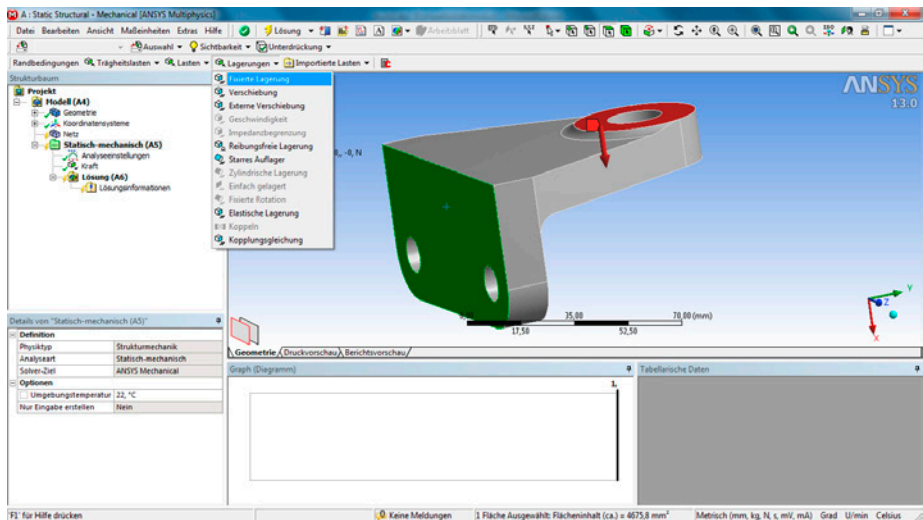 A : Static Structural - Mechanical [ANSYS Multiphysics]
Datei Bearbeiten Ansicht Maßeinheiten Extras Hilfe Lösung Arbeitsblatt
Auswahl Sichtbarkeit Unterdrückung
Randbedingungen Trägheitslasten Lasten Lagerungen Importierte Lasten
Strukturbaum
Projekt
Modell (A4)
Geometrie
Koordinatensysteme
Netz
Statisch-mechanisch (A5)
Analyseeinstellungen
Kraft
Lösung (A6)
Lösungsinformationen
Fixierte Lagerung
Verschiebung
Externe Verschiebung
Geschwindigkeit
Impedanzbegrenzung
Reibungsfreie Lagerung
Starres Auflager
Zylindrische Lagerung
Einfach gelagert
Fixierte Rotation
Elastische Lagerung
Koppeln
Kopplungsgleichung
ANSYS
13.0
0,00 35,00 70,00 (mm)
17,50 52,50
Y
Z
X
Geometrie Druckvorschau Berichtsvorschau
Details von "Statisch-mechanisch (A5)"
Definition
Physiktyp Strukturmechanik
Analyseart Statisch-mechanisch
Solver-Ziel ANSYS Mechanical
Optionen
Umgebungstemperatur 22, °C
Nur Eingabe erstellen Nein
Graph (Diagramm)
1,
Tabellarische Daten
'F1' für Hilfe drücken
Keine Meldungen
1 Fläche Ausgewählt: Flächeninhalt (ca.) = 4675,8 mm²
Metrisch (mm, kg, N, s, mV, mA) Grad U/min Celsius